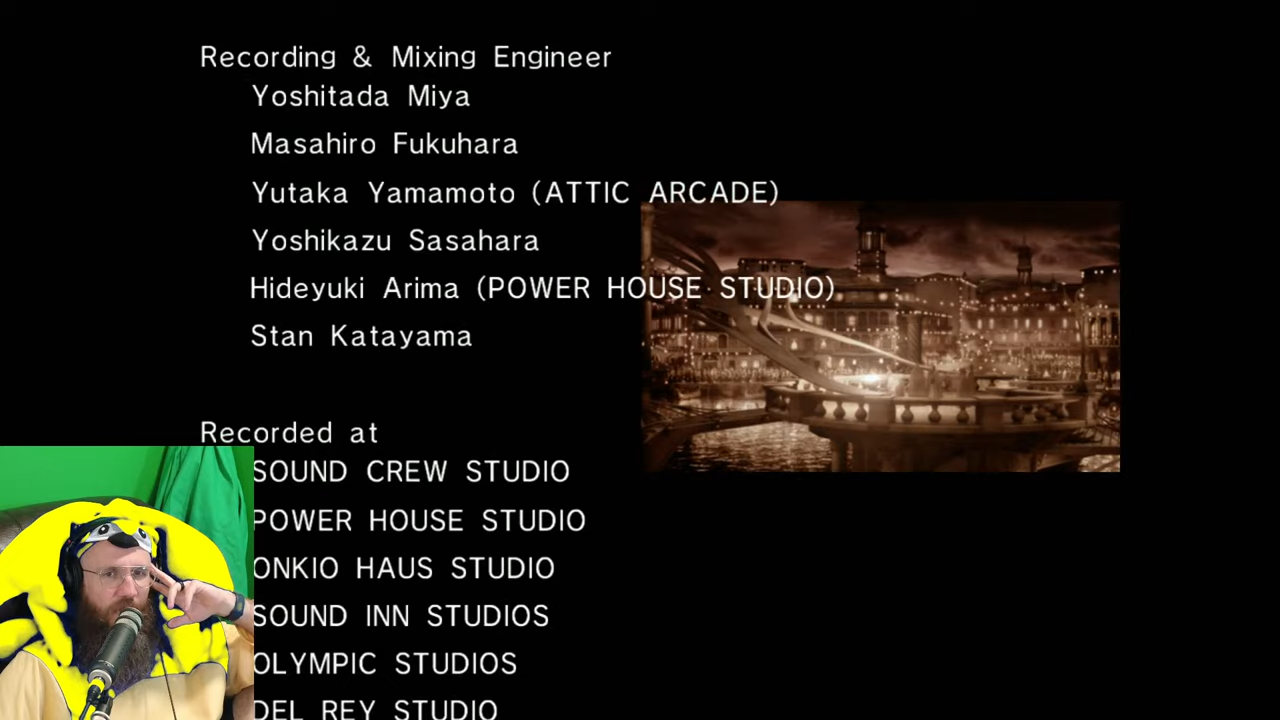 Recording & Mixing Engineer
Yoshitada Miya
Masahiro Fukuhara
Yutaka Yamamoto (ATTIC ARCADE)
Yoshikazu Sasahara
Hideyuki Arima (POWER HOUSE STUDIO)
Stan Katayama
Recorded at
SOUND CREW STUDIO
POWER HOUSE STUDIO
ONKIO HAUS STUDIO
SOUND INN STUDIOS
OLYMPIC STUDIOS
DEL REY STUDIO